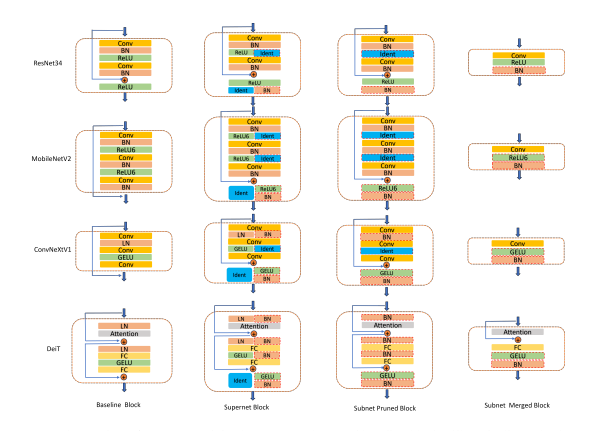 ResNet34
Conv
BN
ReLU
Conv
BN
ReLU
Conv
BN
ReLU Ident
Conv
BN
ReLU
Ident BN
Conv
BN
Ident
Conv
BN
ReLU
BN
Conv
ReLU
BN
MobileNetV2
Conv
BN
ReLU6
Conv
BN
ReLU6
Conv
BN
Conv
BN
ReLU6 Ident
Conv
BN
ReLU6 Ident
Conv
BN
Ident
ReLU6
BN
Conv
BN
Ident
Conv
BN
Ident
Conv
BN
ReLU6
BN
Conv
ReLU6
BN
ConvNeXtV1
Conv
LN
Conv
GELU
Conv
Conv
LN BN
Conv
GELU Ident
Conv
Ident
GELU
BN
Conv
BN
Conv
Ident
Conv
GELU
BN
Conv
GELU
BN
DeiT
LN
Attention
LN
FC
GELU
FC
LN BN
Attention
LN BN
FC
GELU BN
FC
Ident
GELU
BN
BN
Attention
BN
FC
BN
FC
GELU
BN
Attention
FC
GELU
BN
Baseline Block
Supernet Block
Subnet Pruned Block
Subnet Merged Block